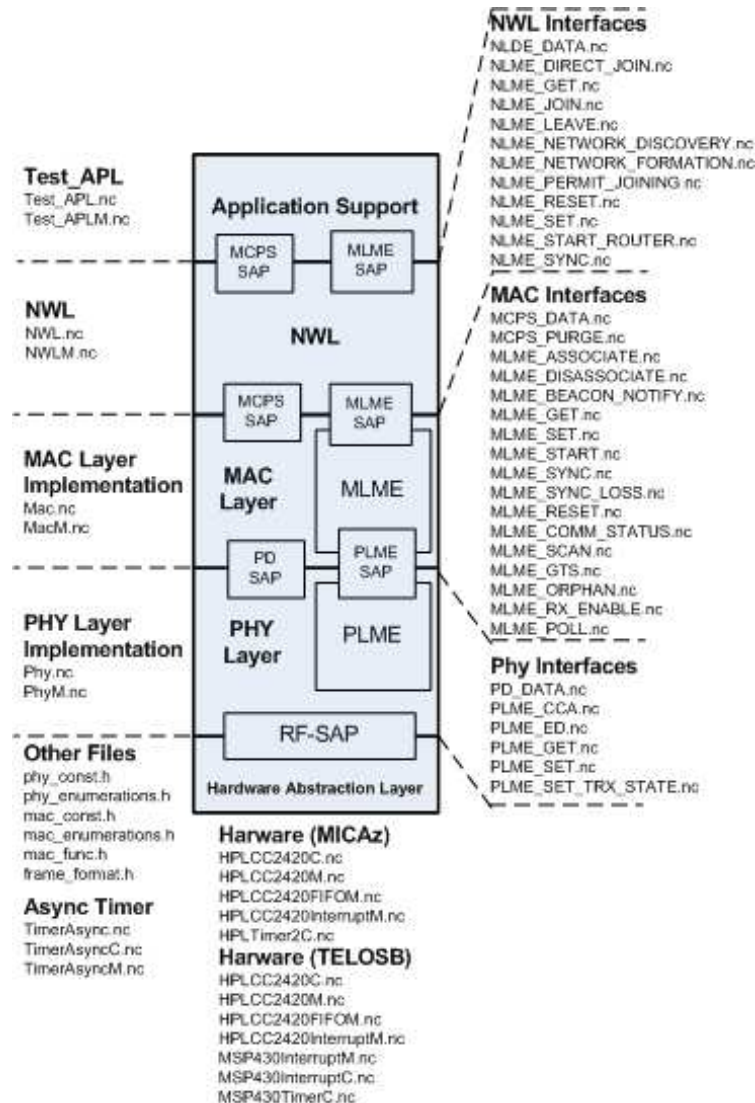 Test_APL
Test_APL.nc
Test_APLM.nc
NWL
NWL.nc
NWLM.nc
MAC Layer
Implementation
Mac.nc
MacM.nc
PHY Layer
Implementation
Phy.nc
PhyM.nc
Other Files
phy_const.h
phy_enumerations.h
mac_const.h
mac_enumerations.h
mac_func.h
frame_format.h
Async Timer
TimerAsync.nc
TimerAsyncC.nc
TimerAsyncM.nc
Application Support
MCPS
SAP
MLME
SAP
NWL
MCPS
SAP
MLME
SAP
MAC
Layer
MLME
PD
SAP
PLME
SAP
PHY
Layer
PLME
RF-SAP
Hardware Abstraction Layer
Harware (MICAz)
HPLCC2420C.nc
HPLCC2420M.nc
HPLCC2420FIFOM.nc
HPLCC2420InterruptM.nc
HPLTimer2C.nc
Harware (TELOSB)
HPLCC2420C.nc
HPLCC2420M.nc
HPLCC2420FIFOM.nc
HPLCC2420InterruptM.nc
MSP430InterruptM.nc
MSP430InterruptC.nc
MSP430TimerC.nc
NWL Interfaces
NLDE_DATA.nc
NLME_DIRECT_JOIN.nc
NLME_GET.nc
NLME_JOIN.nc
NLME_LEAVE.nc
NLME_NETWORK_DISCOVERY.nc
NLME_NETWORK_FORMATION.nc
NLME_PERMIT_JOINING.nc
NLME_RESET.nc
NLME_SET.nc
NLME_START_ROUTER.nc
NLME_SYNC.nc
MAC Interfaces
MCPS_DATA.nc
MCPS_PURGE.nc
MLME_ASSOCIATE.nc
MLME_DISASSOCIATE.nc
MLME_BEACON_NOTIFY.nc
MLME_GET.nc
MLME_SET.nc
MLME_START.nc
MLME_SYNC.nc
MLME_SYNC_LOSS.nc
MLME_RESET.nc
MLME_COMM_STATUS.nc
MLME_SCAN.nc
MLME_GTS.nc
MLME_ORPHAN.nc
MLME_RX_ENABLE.nc
MLME_POLL.nc
Phy Interfaces
PD_DATA.nc
PLME_CCA.nc
PLME_ED.nc
PLME_GET.nc
PLME_SET.nc
PLME_SET_TRX_STATE.nc